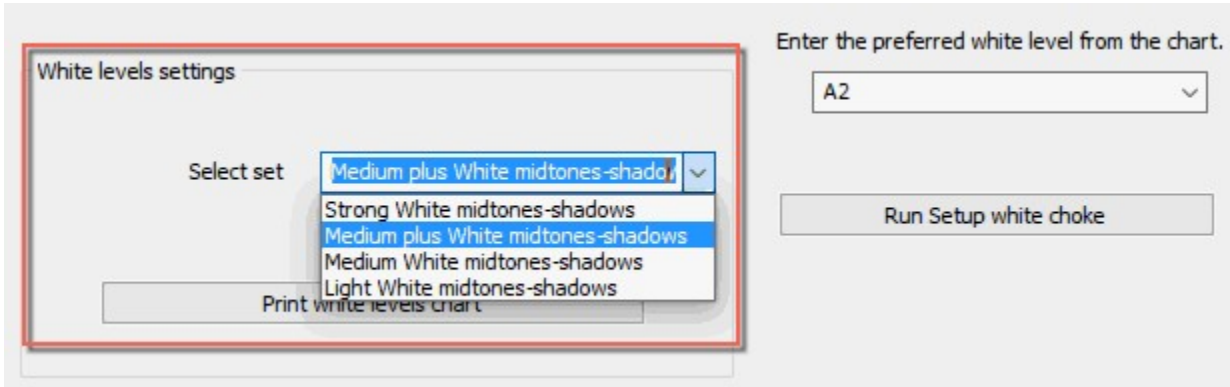 White levels settings
Select set
Medium plus White midtones-shadow
Strong White midtones-shadows
Medium plus White midtones-shadows
Medium White midtones-shadows
Light White midtones-shadows
Print white levels chart
Enter the preferred white level from the chart.
A2
Run Setup white choke